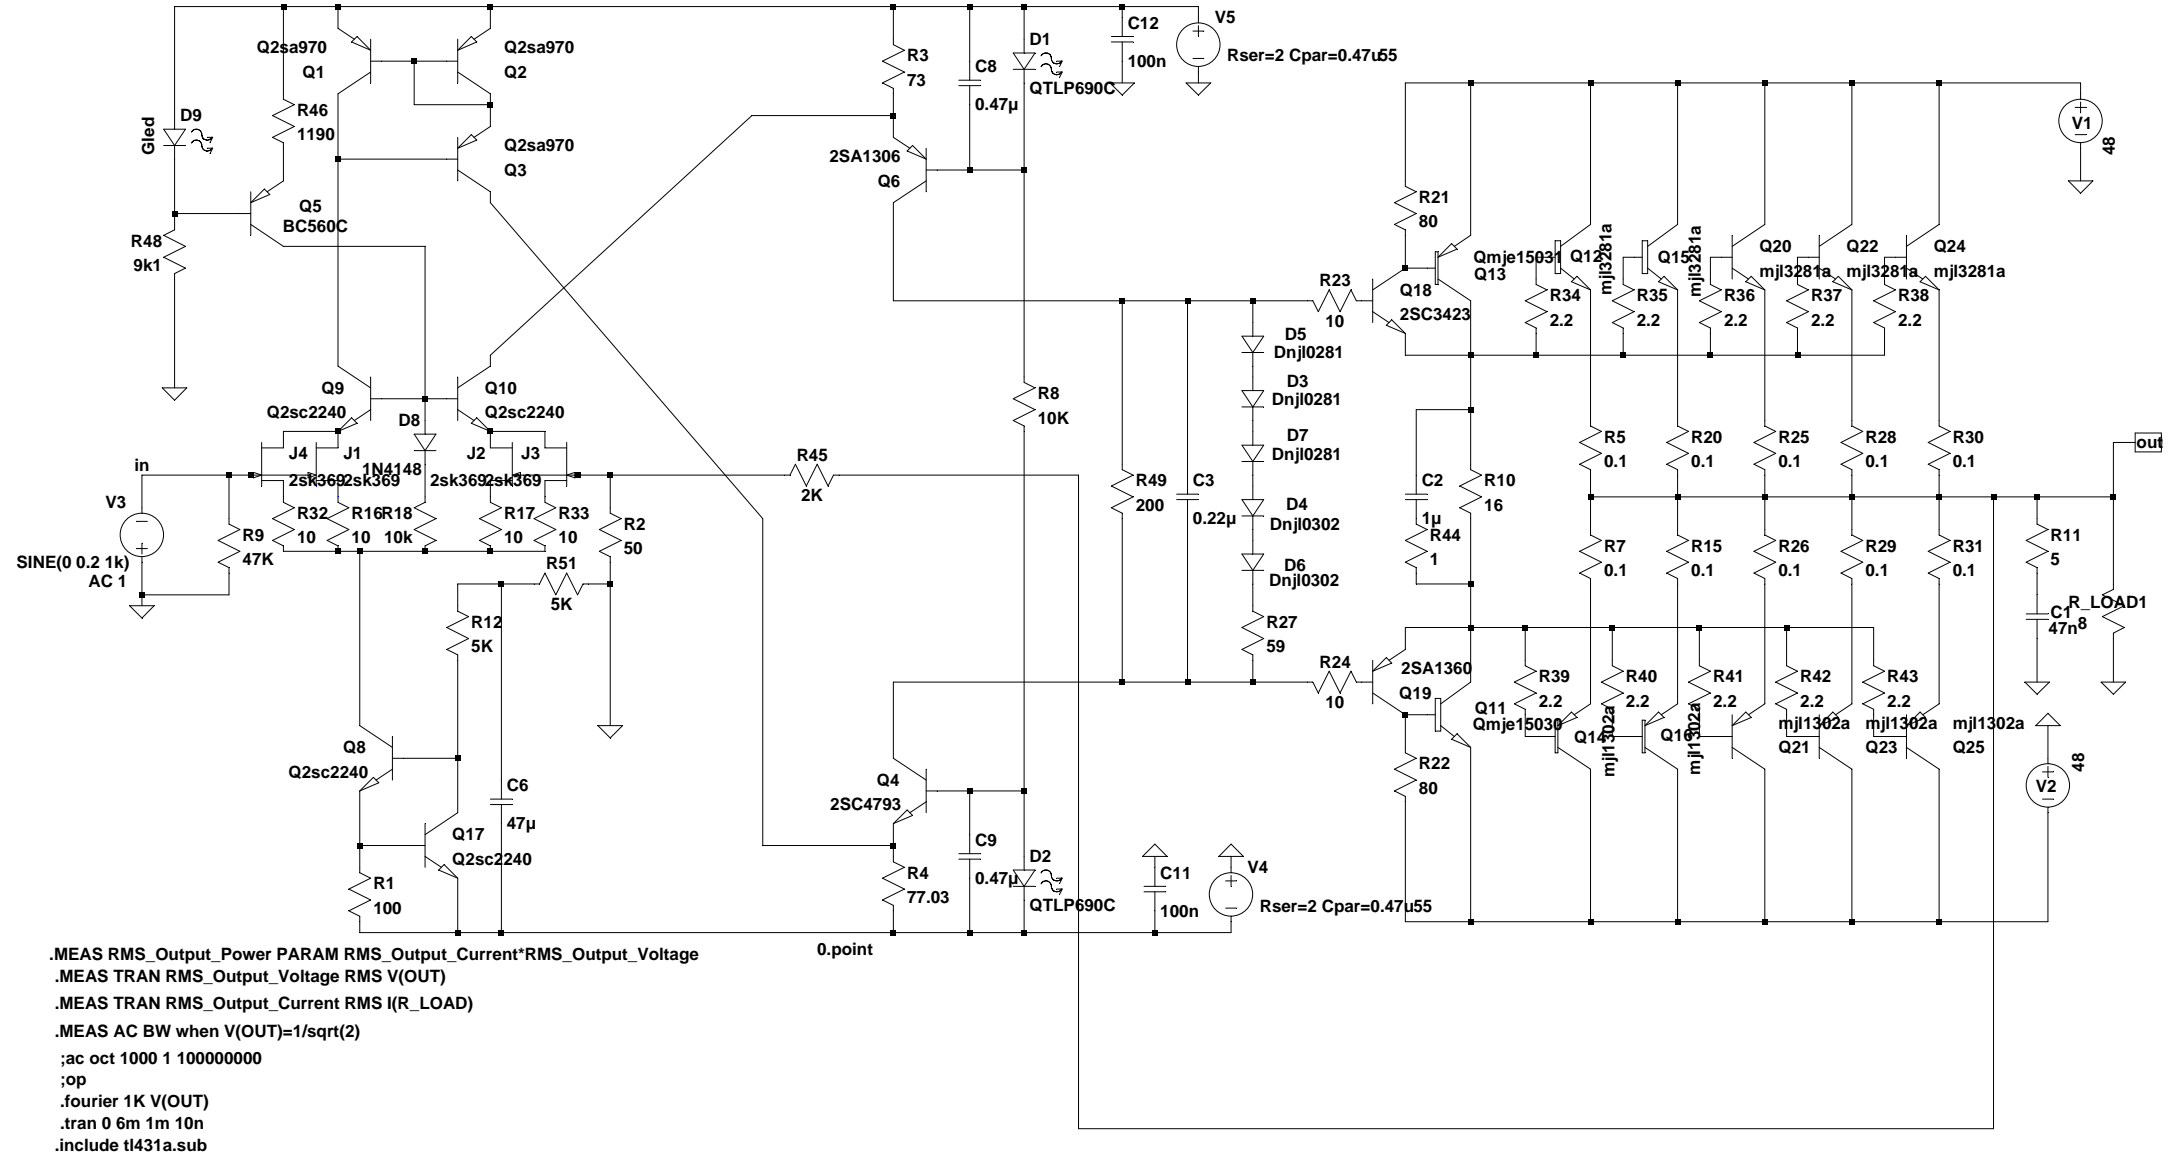 V5
Rser=2 Cpar=0.47u55
C12
100n
D1
QTLP690C
C8
0.47µ
R3
73
Q2sa970
Q1
Q2sa970
Q2
D9
Gled
R46
1190
Q2sa970
Q3
2SA1306
Q6
Q5
BC560C
R48
9k1
V1
48
R21
80
Qmje15031
Q13
Q12
mjl3281a
Q15
mjl3281a
Q20
mjl3281a
Q22
mjl3281a
Q24
mjl3281a
R23
10
Q18
2SC3423
R34
2.2
R35
2.2
R36
2.2
R37
2.2
R38
2.2
D5
Dnjl0281
D3
Dnjl0281
D7
Dnjl0281
D4
Dnjl0302
D6
Dnjl0302
R27
59
Q9
Q2sc2240
Q10
Q2sc2240
D8
1N4148
R8
10K
J4
2sk369
J1
2sk369
J2
2sk369
J3
2sk369
in
V3
SINE(0 0.2 1k)
AC 1
R9
47K
R32
10
R16
10
R18
10k
R17
10
R33
10
R2
50
R45
2K
R51
5K
R12
5K
R49
200
C3
0.22µ
C2
1µ
R10
16
R44
1
R5
0.1
R20
0.1
R25
0.1
R28
0.1
R30
0.1
out
R7
0.1
R15
0.1
R26
0.1
R29
0.1
R31
0.1
R11
5
C1
47n
R_LOAD1
8
R24
10
2SA1360
Q19
Q11
Qmje15030
R39
2.2
R40
2.2
R41
2.2
R42
2.2
R43
2.2
Q14
mjl1302a
Q16
mjl1302a
mjl1302a
Q21
mjl1302a
Q23
mjl1302a
Q25
V2
48
R22
80
Q8
Q2sc2240
Q17
Q2sc2240
C6
47µ
R1
100
Q4
2SC4793
R4
77.03
C9
0.47µ
D2
QTLP690C
C11
100n
V4
Rser=2 Cpar=0.47u55
0.point
.MEAS RMS_Output_Power PARAM RMS_Output_Current*RMS_Output_Voltage
.MEAS TRAN RMS_Output_Voltage RMS V(OUT)
.MEAS TRAN RMS_Output_Current RMS I(R_LOAD)
.MEAS AC BW when V(OUT)=1/sqrt(2)
;ac oct 1000 1 100000000
;op
.fourier 1K V(OUT)
.tran 0 6m 1m 10n
.include tl431a.sub